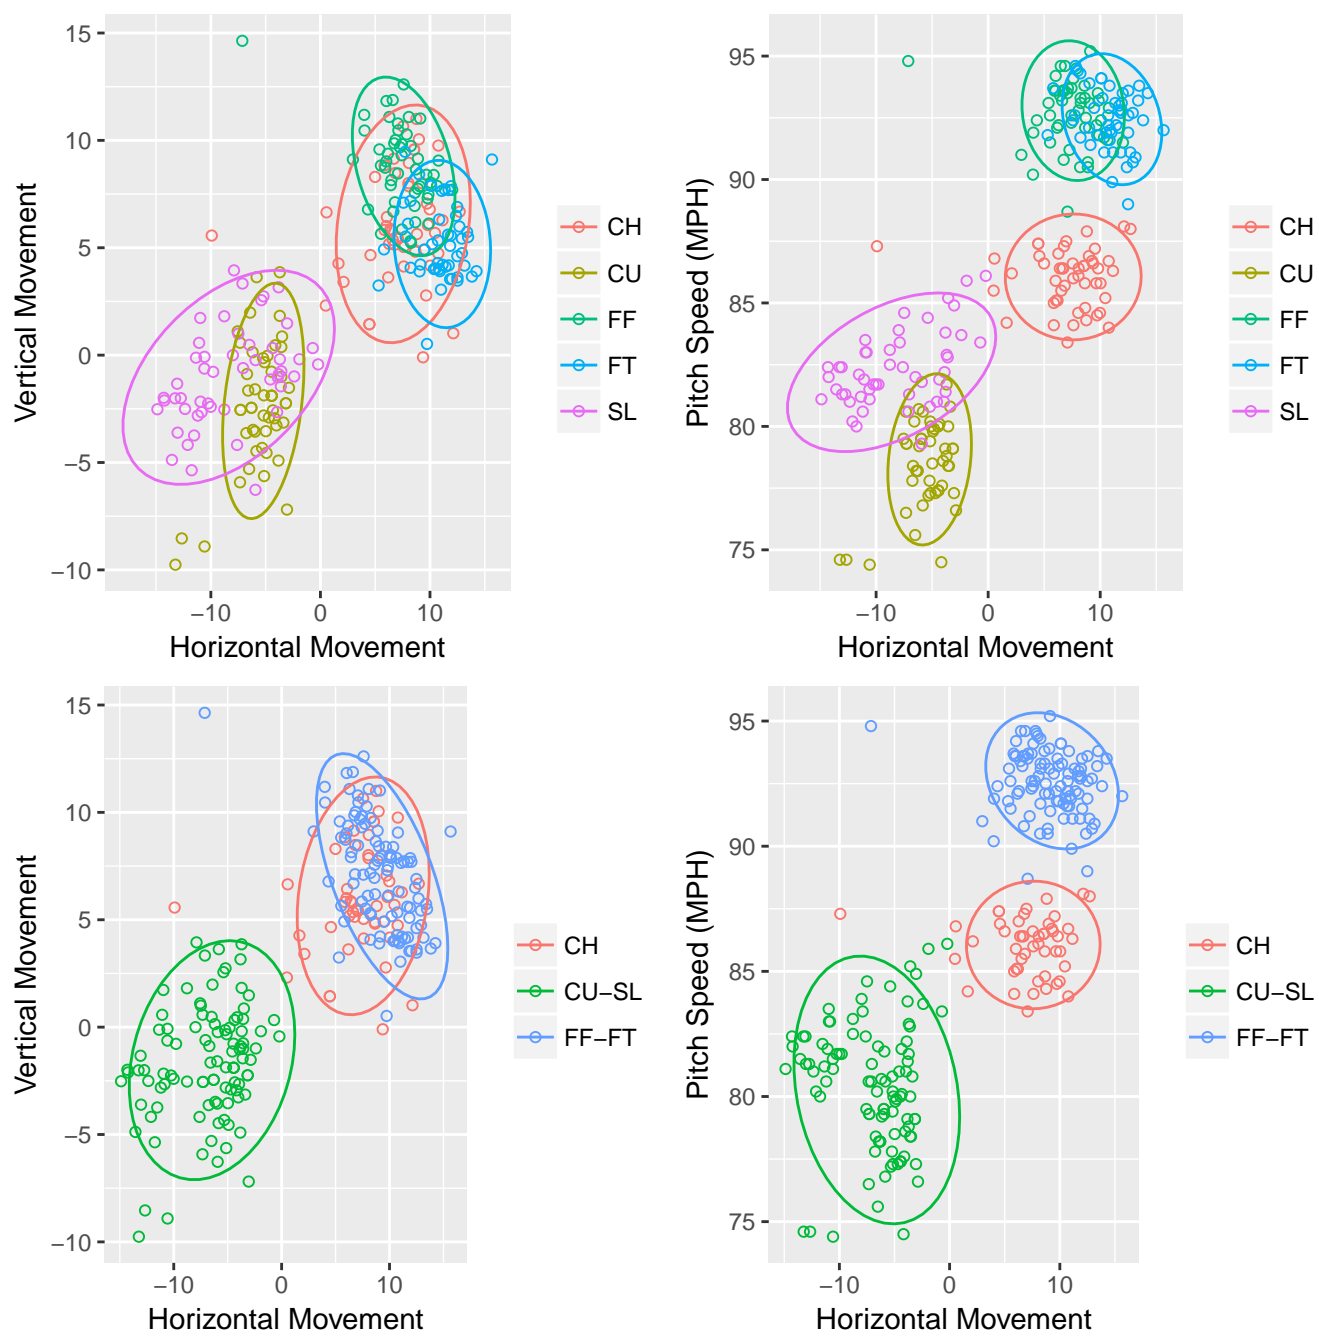 15
10
5
0
−5
−10
−10
0
10
Horizontal Movement
Vertical Movement
CH
CU
FF
FT
SL
95
90
85
80
75
−10
0
10
Horizontal Movement
Pitch Speed (MPH)
CH
CU
FF
FT
SL
15
10
5
0
−5
−10
−10
0
10
Horizontal Movement
Vertical Movement
CH
CU−SL
FF−FT
95
90
85
80
75
−10
0
10
Horizontal Movement
Pitch Speed (MPH)
CH
CU−SL
FF−FT